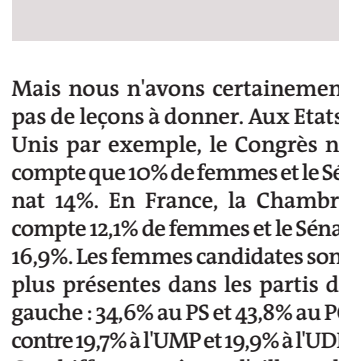 Mais nous n'avons certainemen
pas de leçons à donner. Aux Etats
Unis par exemple, le Congrès n
compte que 10% de femmes et le Sé
nat 14%. En France, la Chambr
compte 12,1% de femmes et le Séna
16,9%. Les femmes candidates son
plus présentes dans les partis d
gauche : 34,6% au PS et 43,8% au PC
contre 19,7% à l'UMP et 19,9% à l'UD